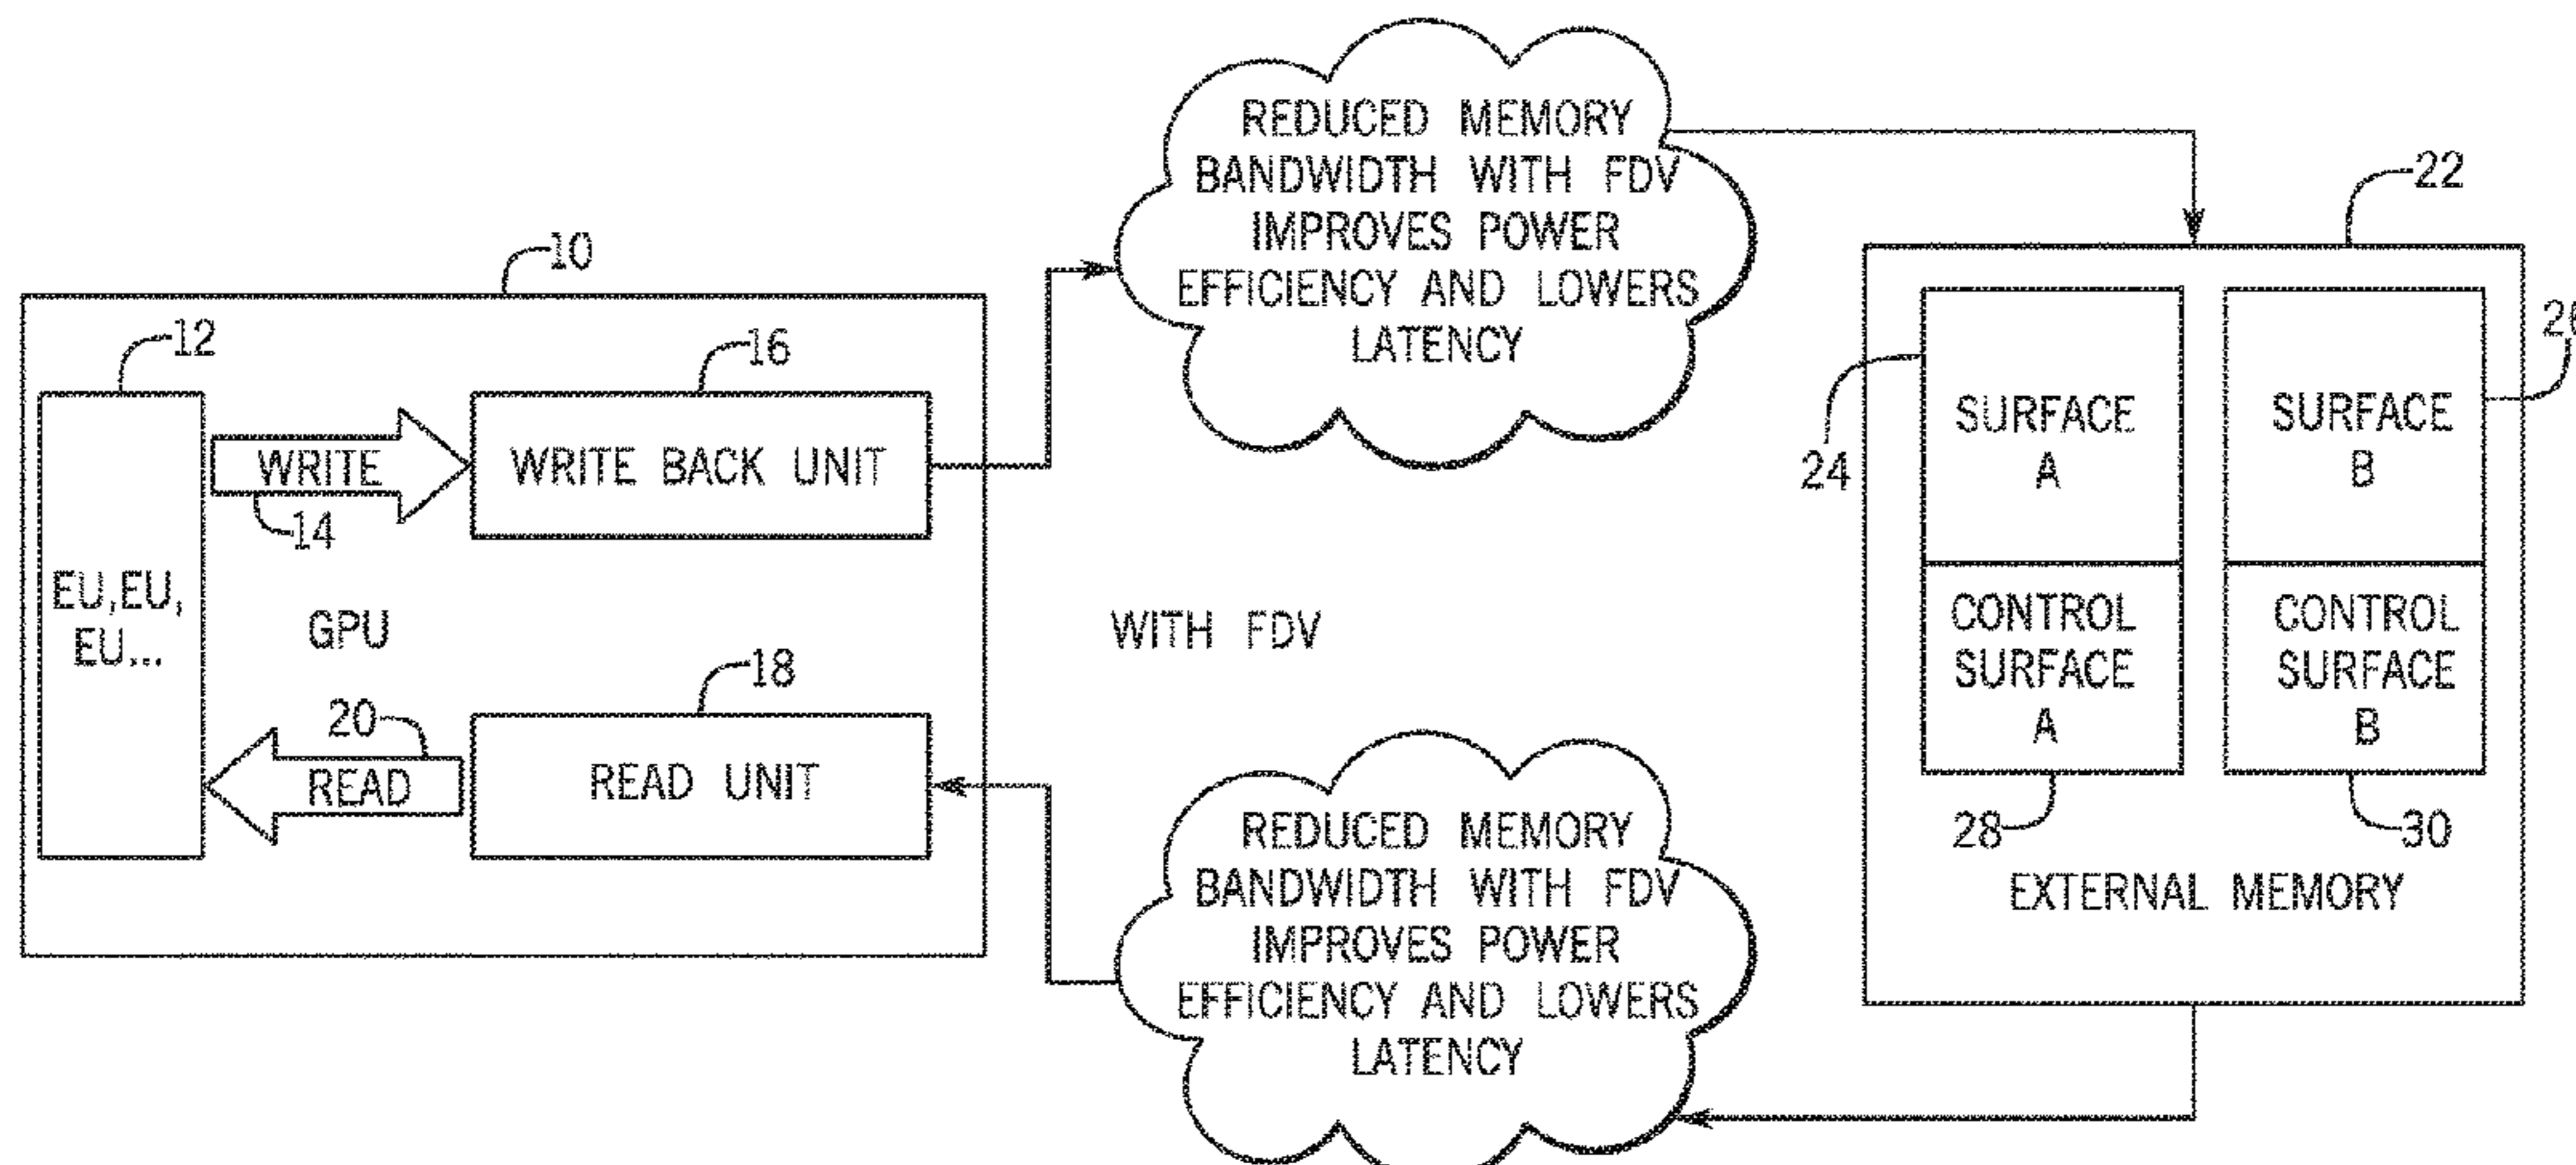 10
12
WRITE
14
16
WRITE BACK UNIT
EU,EU,
EU...
GPU
18
20
READ
READ UNIT
REDUCED MEMORY
BANDWIDTH WITH FDV
IMPROVES POWER
EFFICIENCY AND LOWERS
LATENCY
WITH FDV
REDUCED MEMORY
BANDWIDTH WITH FDV
IMPROVES POWER
EFFICIENCY AND LOWERS
LATENCY
22
24
SURFACE
A
SURFACE
B
CONTROL
SURFACE
A
CONTROL
SURFACE
B
28
30
EXTERNAL MEMORY